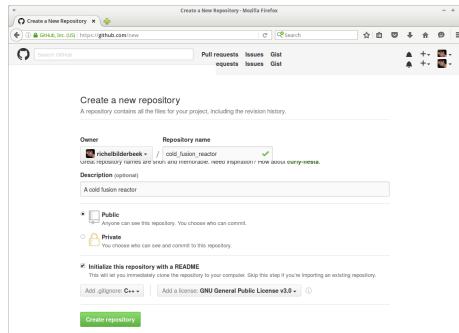 Create a New Repository - Mozilla Firefox
Create a New Repository ×
GitHub, Inc. (US) https://github.com/new
Search
Search GitHub
Pull requests Issues Gist
equests Issues Gist
Create a new repository
A repository contains all the files for your project, including the revision history.
Owner
Repository name
richelbilderbeek / cold_fusion_reactor
Great repository names are short and memorable. Need inspiration? How about curly-fiesta.
Description (optional)
A cold fusion reactor
Public
Anyone can see this repository. You choose who can commit.
Private
You choose who can see and commit to this repository.
Initialize this repository with a README
This will let you immediately clone the repository to your computer. Skip this step if you're importing an existing repository.
Add .gitignore: C++
Add a license: GNU General Public License v3.0
Create repository